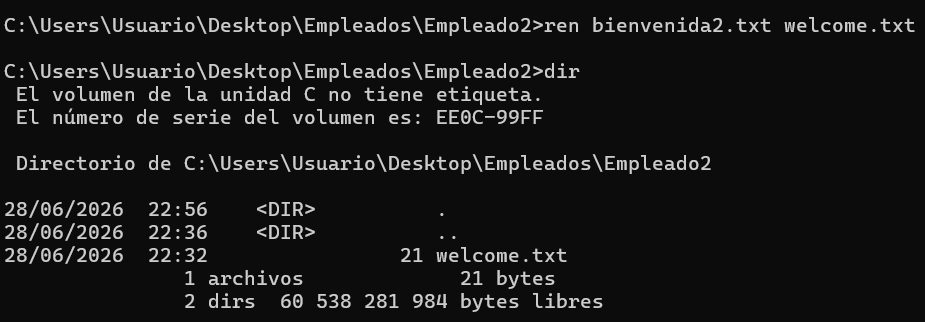 C:\Users\Usuario\Desktop\Empleados\Empleado2>ren bienvenida2.txt welcome.txt
C:\Users\Usuario\Desktop\Empleados\Empleado2>dir
 El volumen de la unidad C no tiene etiqueta.
 El número de serie del volumen es: EE0C-99FF
 Directorio de C:\Users\Usuario\Desktop\Empleados\Empleado2
28/06/2026  22:56    <DIR>          .
28/06/2026  22:36    <DIR>          ..
28/06/2026  22:32                21 welcome.txt
               1 archivos             21 bytes
               2 dirs  60 538 281 984 bytes libres